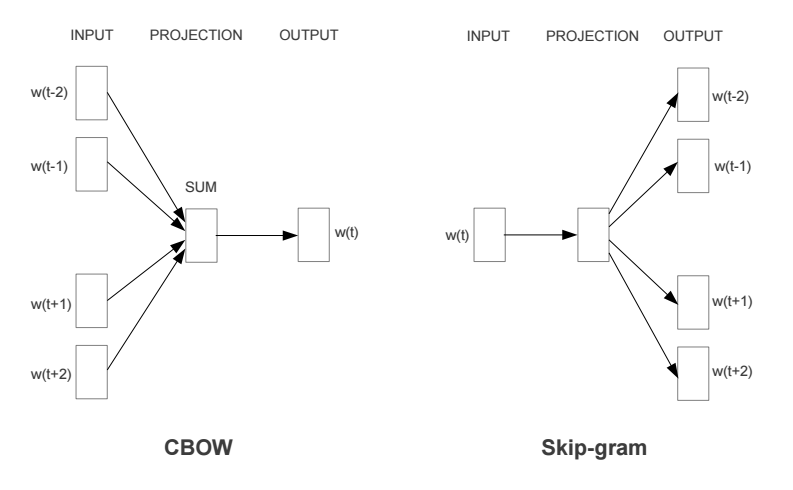 INPUT PROJECTION OUTPUT
w(t-2)
w(t-1)
SUM
w(t)
w(t+1)
w(t+2)
CBOW
INPUT PROJECTION OUTPUT
w(t-2)
w(t-1)
w(t)
w(t+1)
w(t+2)
Skip-gram